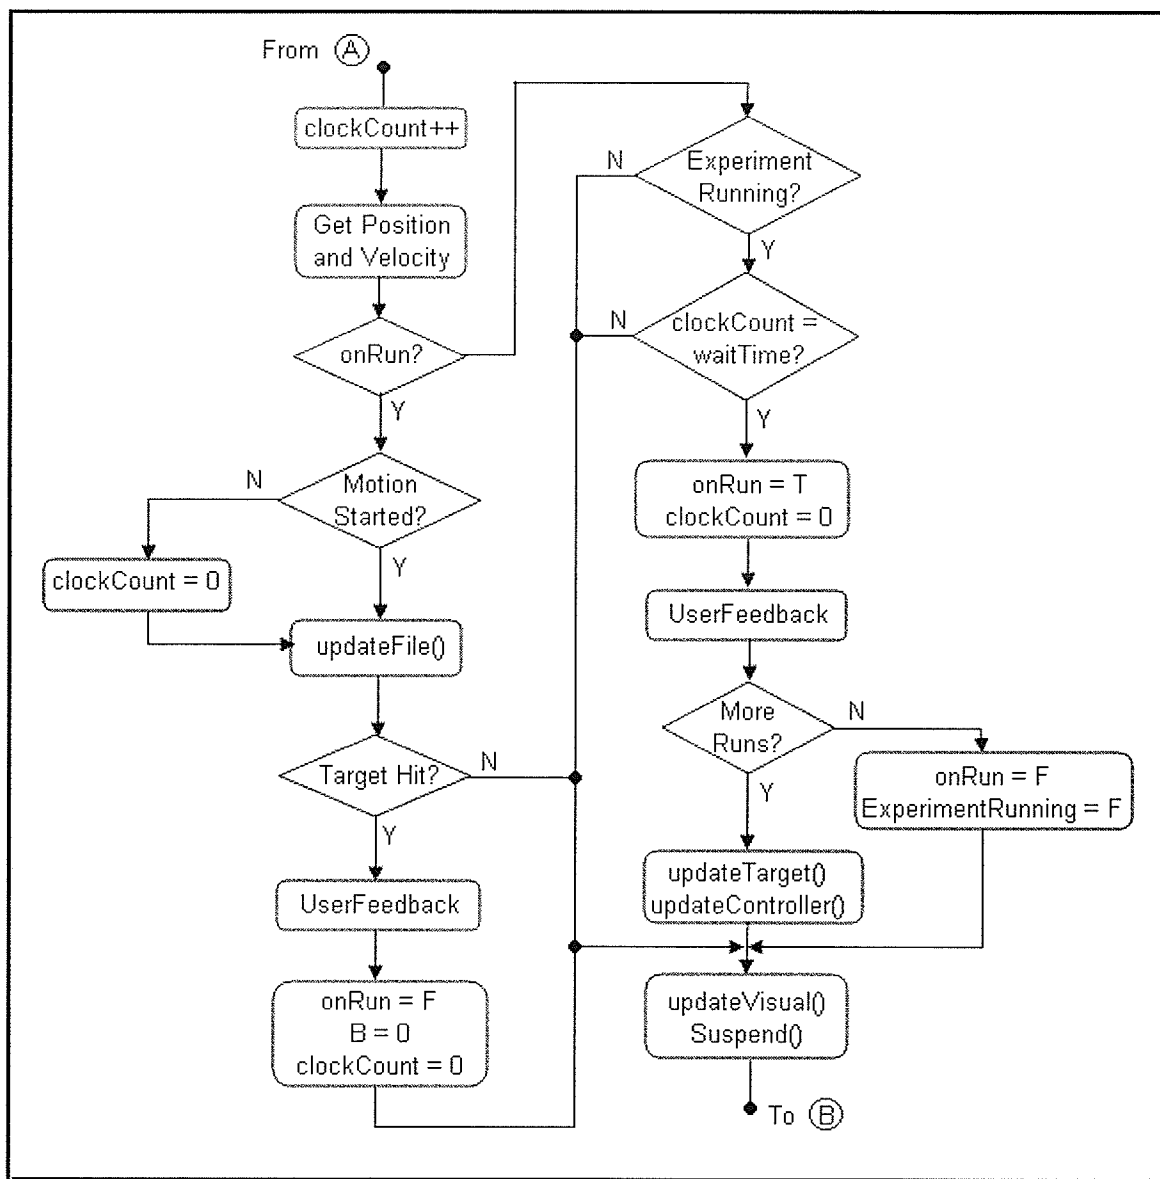 From A
clockCount++
Get Position
and Velocity
onRun?
Y
Motion
Started?
N
Y
clockCount = 0
updateFile()
Target Hit?
N
Y
UserFeedback
onRun = F
B = 0
clockCount = 0
Experiment
Running?
N
Y
clockCount =
waitTime?
N
Y
onRun = T
clockCount = 0
UserFeedback
More
Runs?
N
Y
onRun = F
ExperimentRunning = F
updateTarget()
updateController()
updateVisual()
Suspend()
To B